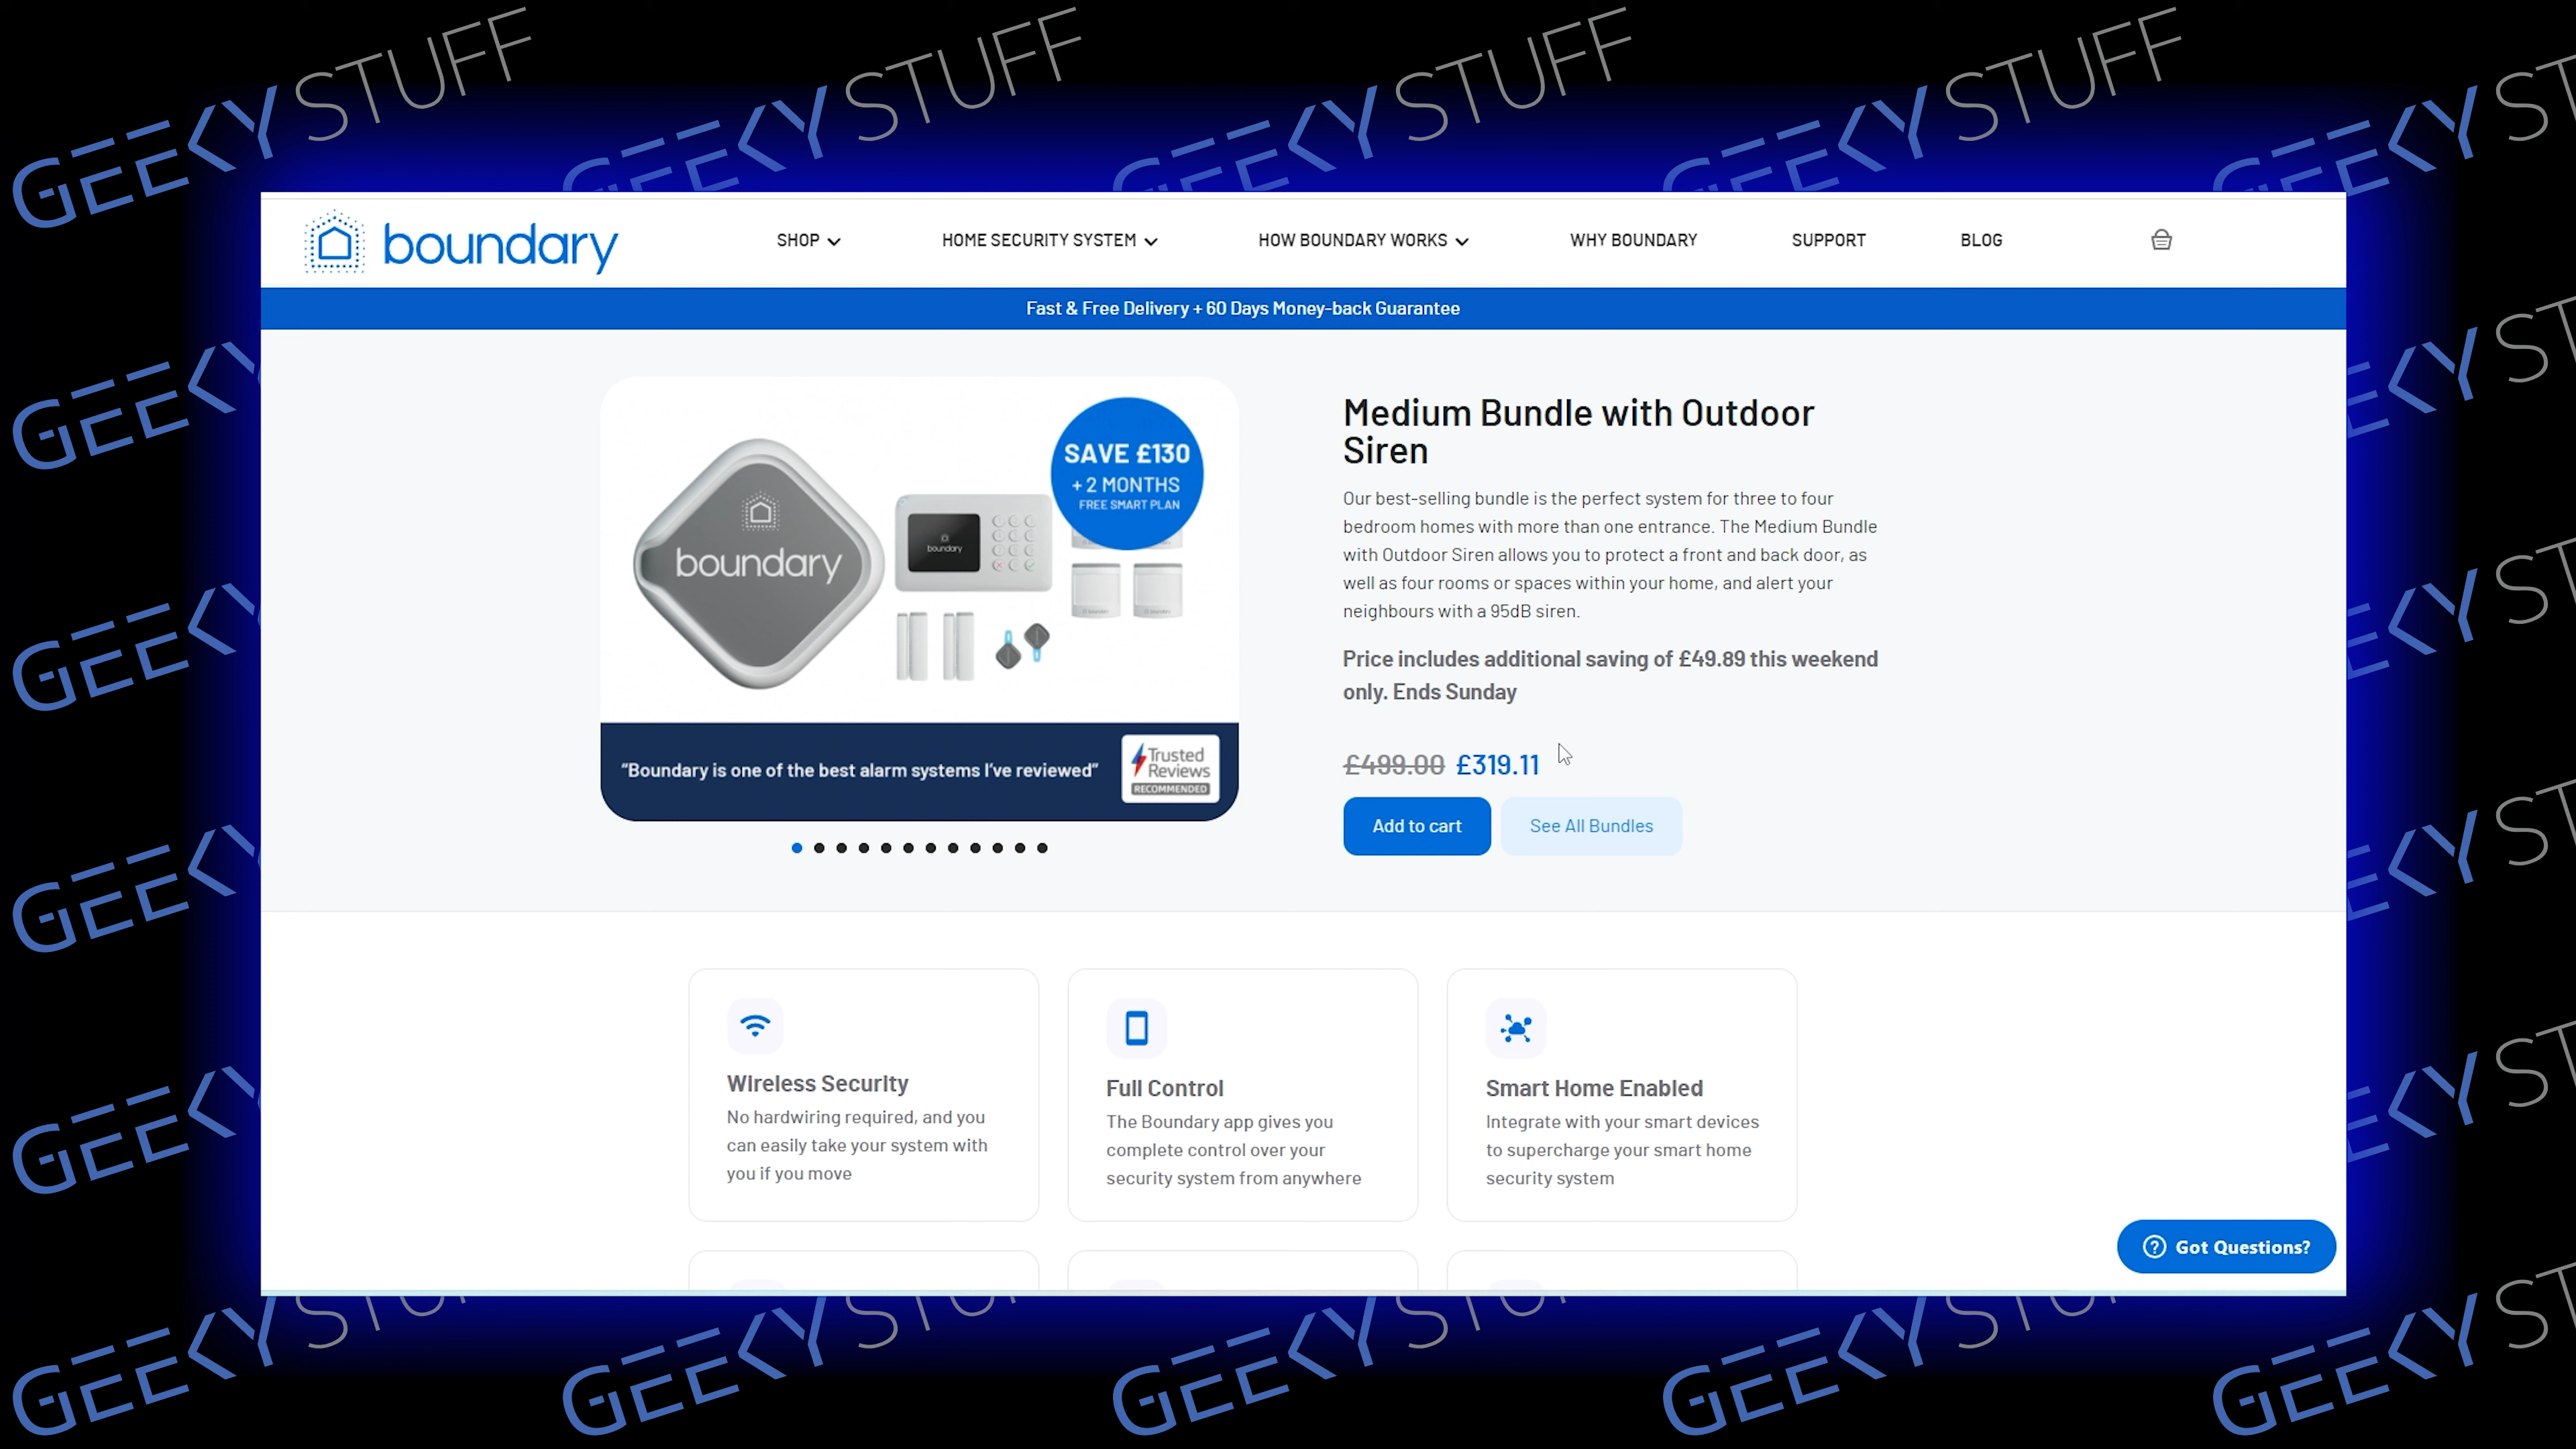 GEEKY STUFF GEEKY STUFF GEEKY STUFF GEEKY STUFF
boundary
SHOP
HOME SECURITY SYSTEM
HOW BOUNDARY WORKS
WHY BOUNDARY
SUPPORT
BLOG
Fast & Free Delivery + 60 Days Money-back Guarantee
SAVE £130
+ 2 MONTHS
FREE SMART PLAN
boundary
boundary
"Boundary is one of the best alarm systems I've reviewed"
Trusted
Reviews
RECOMMENDED
Medium Bundle with Outdoor
Siren
Our best-selling bundle is the perfect system for three to four
bedroom homes with more than one entrance. The Medium Bundle
with Outdoor Siren allows you to protect a front and back door, as
well as four rooms or spaces within your home, and alert your
neighbours with a 95dB siren.
Price includes additional saving of £49.89 this weekend
only. Ends Sunday
£499.00 £319.11
Add to cart
See All Bundles
Wireless Security
No hardwiring required, and you
can easily take your system with
you if you move
Full Control
The Boundary app gives you
complete control over your
security system from anywhere
Smart Home Enabled
Integrate with your smart devices
to supercharge your smart home
security system
Got Questions?